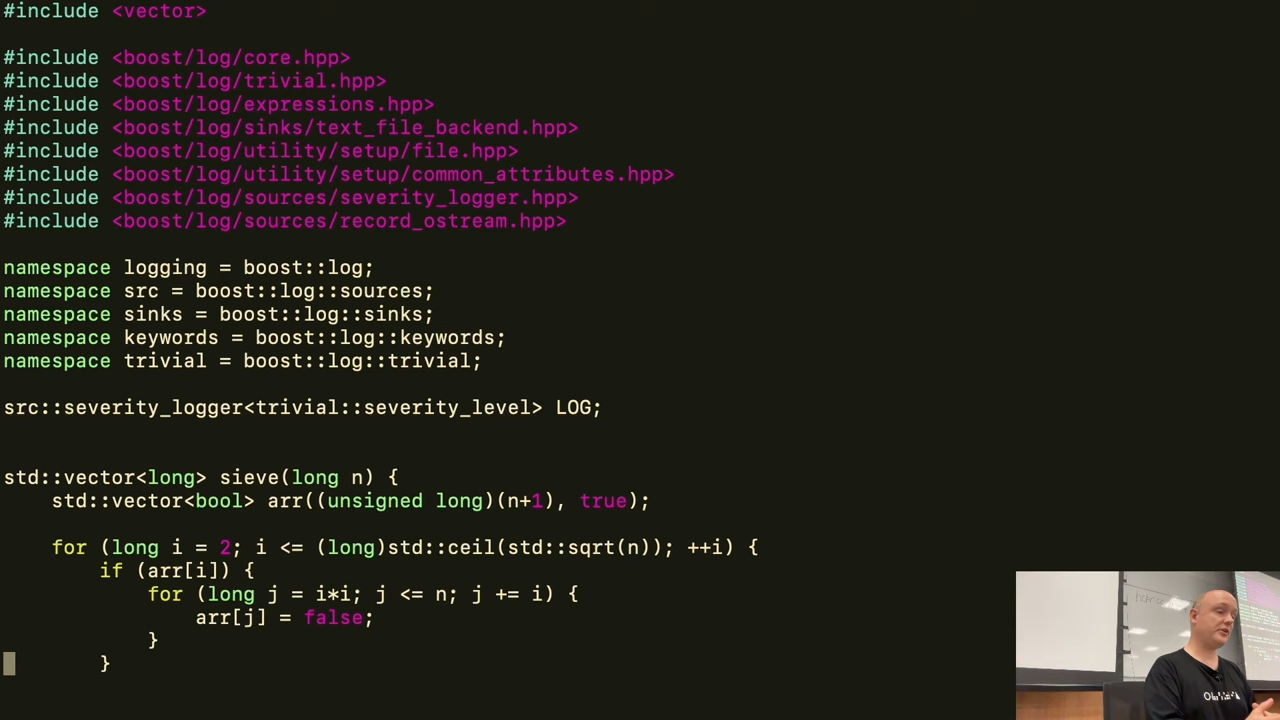 #include <vector>
#include <boost/log/core.hpp>
#include <boost/log/trivial.hpp>
#include <boost/log/expressions.hpp>
#include <boost/log/sinks/text_file_backend.hpp>
#include <boost/log/utility/setup/file.hpp>
#include <boost/log/utility/setup/common_attributes.hpp>
#include <boost/log/sources/severity_logger.hpp>
#include <boost/log/sources/record_ostream.hpp>
namespace logging = boost::log;
namespace src = boost::log::sources;
namespace sinks = boost::log::sinks;
namespace keywords = boost::log::keywords;
namespace trivial = boost::log::trivial;
src::severity_logger<trivial::severity_level> LOG;
std::vector<long> sieve(long n) {
    std::vector<bool> arr((unsigned long)(n+1), true);
    for (long i = 2; i <= (long)std::ceil(std::sqrt(n)); ++i) {
        if (arr[i]) {
            for (long j = i*i; j <= n; j += i) {
                arr[j] = false;
            }
        }